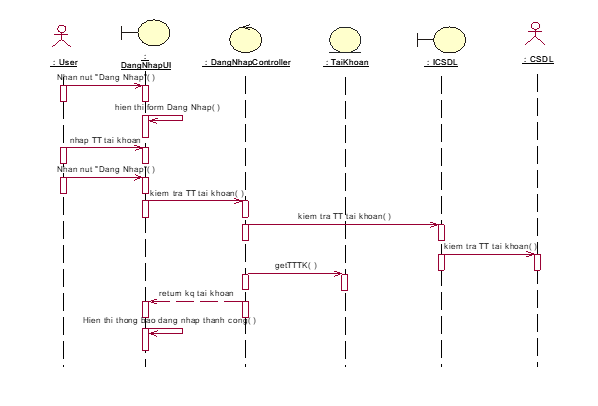 : User
: DangNhapUI
: DangNhapController
: TaiKhoan
: ICSDL
: CSDL
Nhan nut "Dang Nhap"( )
hien thi form Dang Nhap( )
nhap TT tai khoan
Nhan nut "Dang Nhap"( )
kiem tra TT tai khoan( )
kiem tra TT tai khoan( )
kiem tra TT tai khoan( )
getTTTK( )
return kq tai khoan
Hien thi thong bao dang nhap thanh cong( )